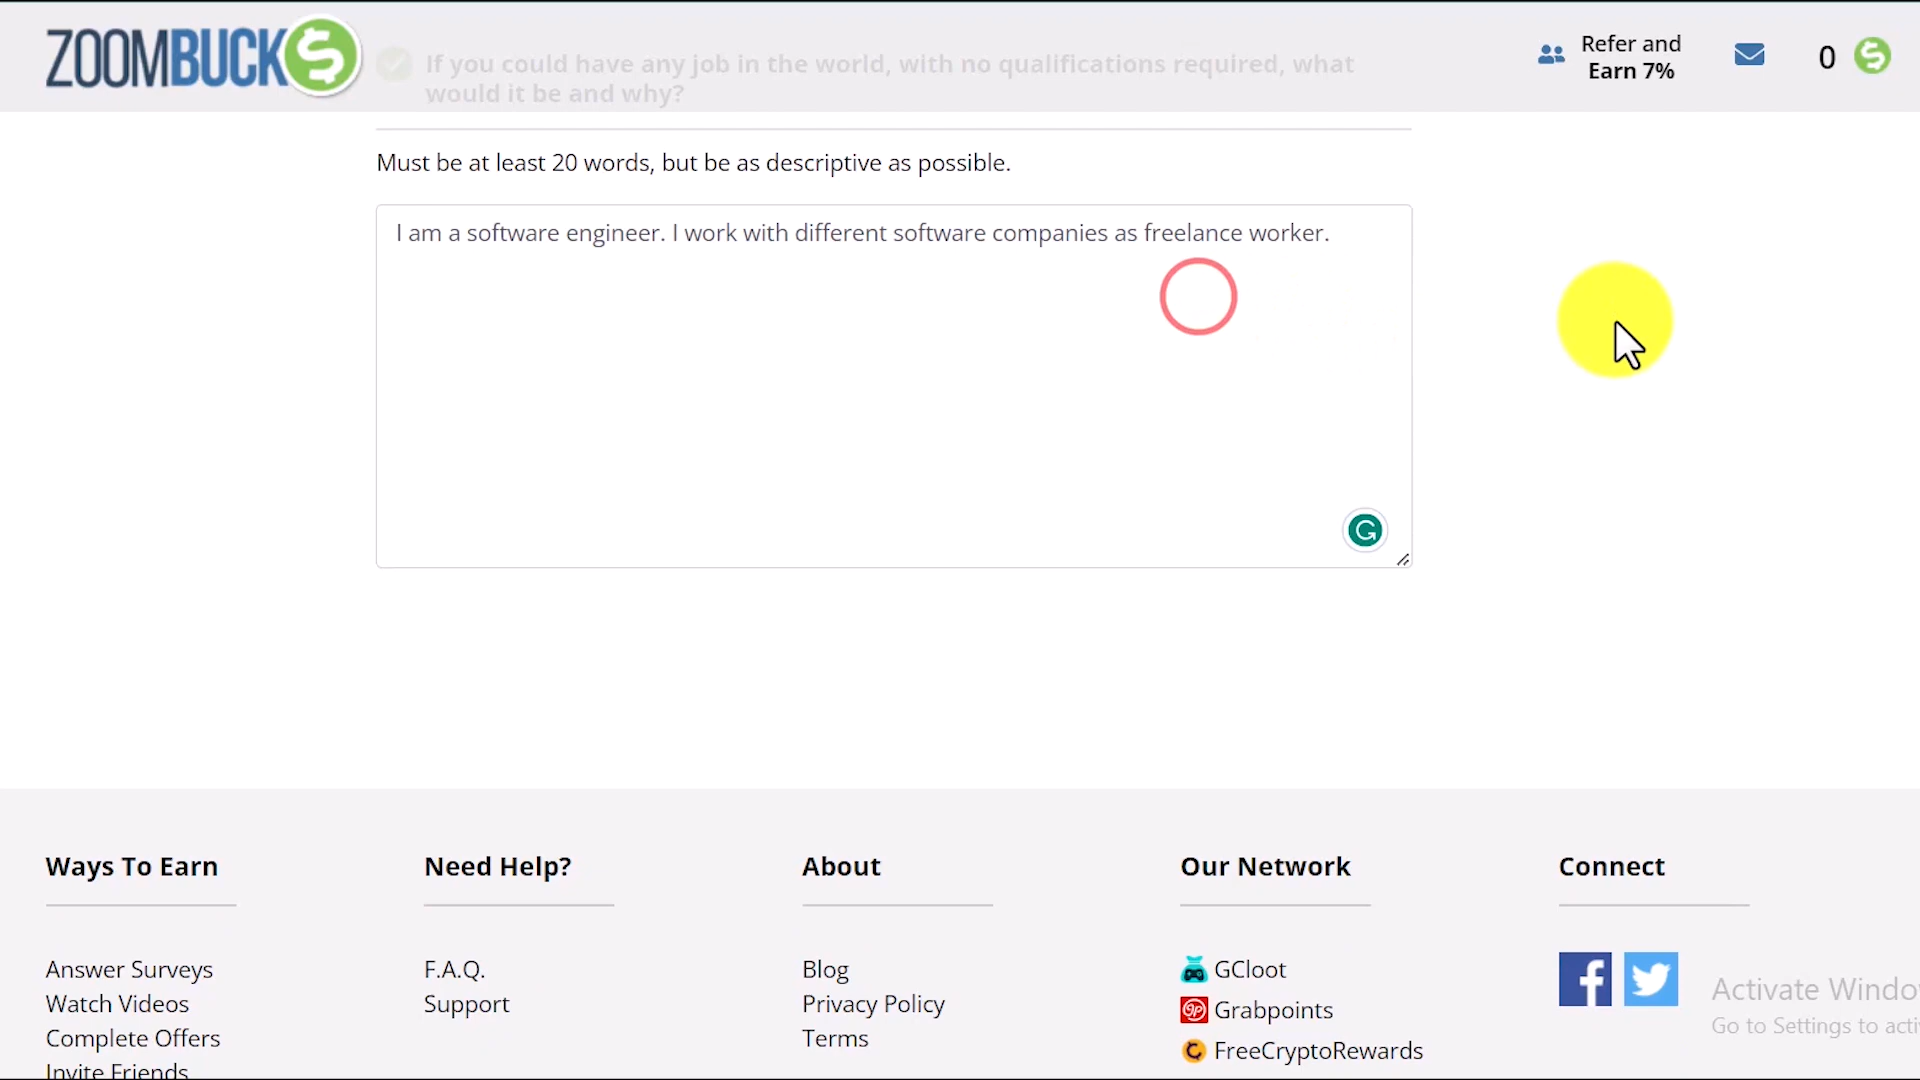 ZOOMBUCK$
If you could have any job in the world, with no qualifications required, what
would it be and why?
Refer and
Earn 7%
0
Must be at least 20 words, but be as descriptive as possible.
I am a software engineer. I work with different software companies as freelance worker.
Ways To Earn
Need Help?
About
Our Network
Connect
Answer Surveys
F.A.Q.
Blog
GCloot
Watch Videos
Support
Privacy Policy
Grabpoints
Complete Offers
Terms
FreeCryptoRewards
Invite Friends
Activate Windo
Go to Settings to acti